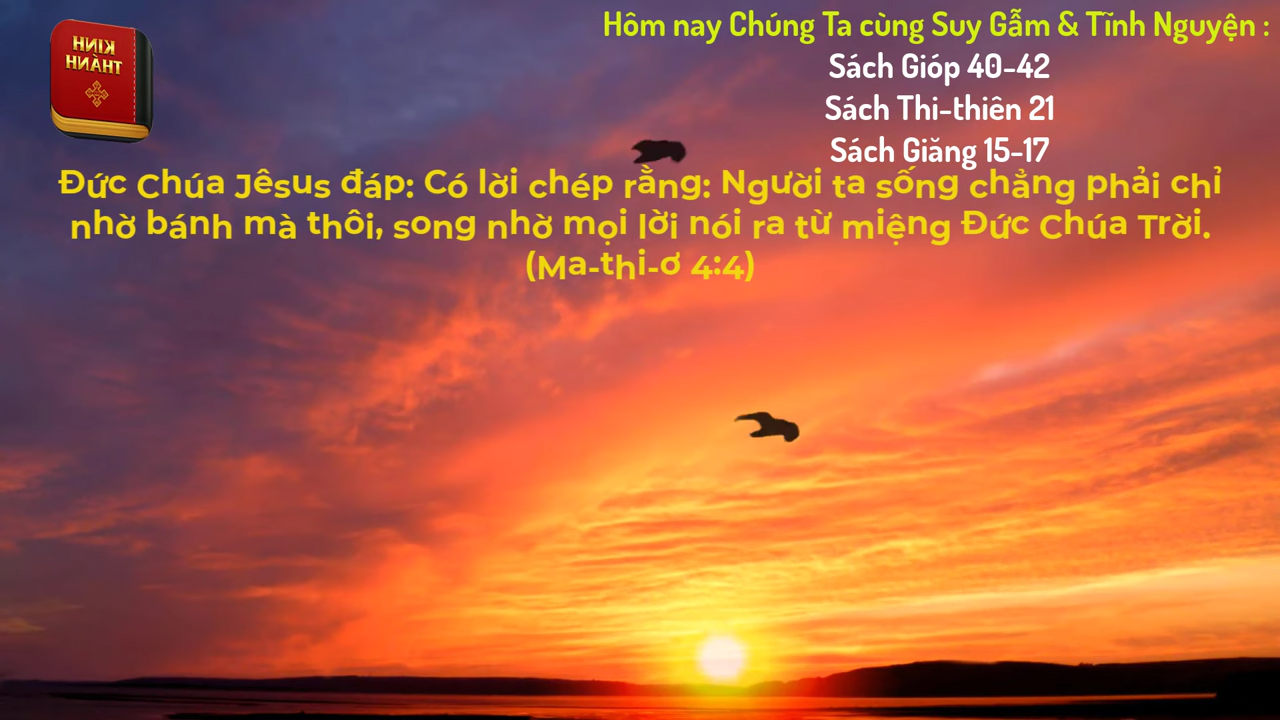 KINH
THÁNH
Hôm nay Chúng Ta cùng Suy Gẫm & Tĩnh Nguyện :
Sách Gióp 40-42
Sách Thi-thiên 21
Sách Giăng 15-17
Đức Chúa Jêsus đáp: Có lời chép rằng: Người ta sống chẳng phải chỉ
nhờ bánh mà thôi, song nhờ mọi lời nói ra từ miệng Đức Chúa Trời.
(Ma-thi-ơ 4:4)